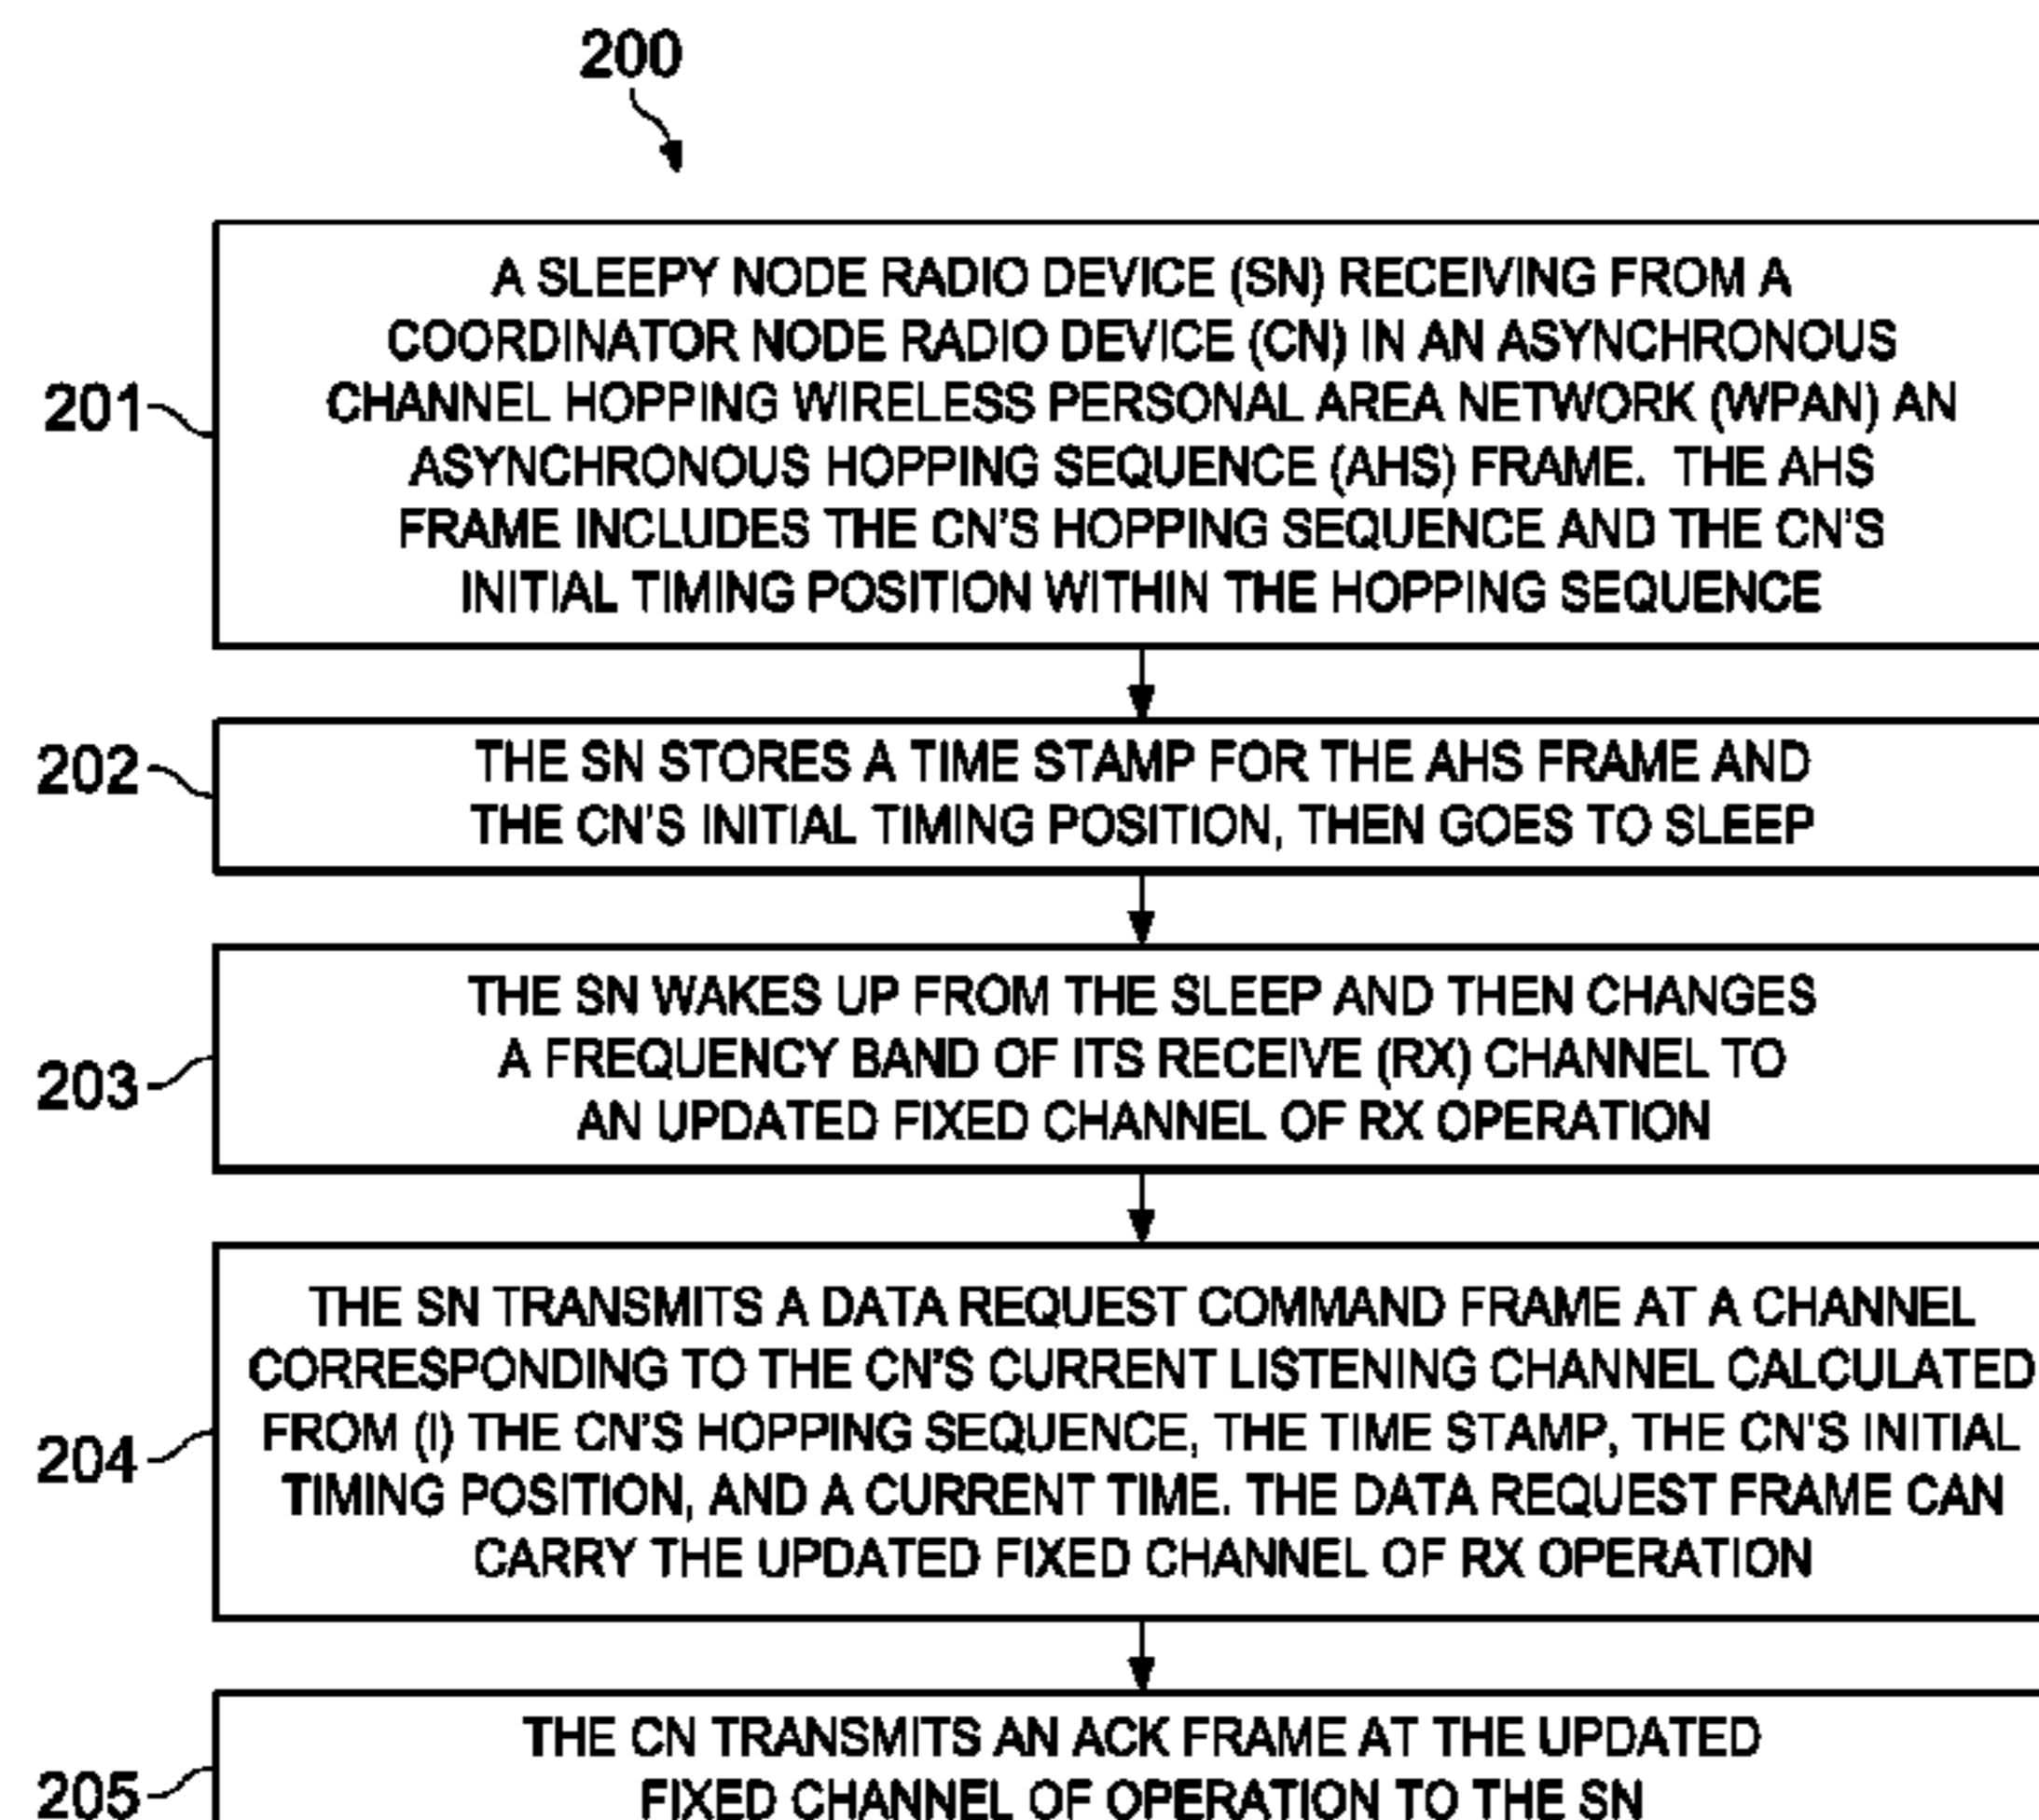 200
201
A SLEEPY NODE RADIO DEVICE (SN) RECEIVING FROM A
COORDINATOR NODE RADIO DEVICE (CN) IN AN ASYNCHRONOUS
CHANNEL HOPPING WIRELESS PERSONAL AREA NETWORK (WPAN) AN
ASYNCHRONOUS HOPPING SEQUENCE (AHS) FRAME. THE AHS
FRAME INCLUDES THE CN'S HOPPING SEQUENCE AND THE CN'S
INITIAL TIMING POSITION WITHIN THE HOPPING SEQUENCE
202
THE SN STORES A TIME STAMP FOR THE AHS FRAME AND
THE CN'S INITIAL TIMING POSITION, THEN GOES TO SLEEP
203
THE SN WAKES UP FROM THE SLEEP AND THEN CHANGES
A FREQUENCY BAND OF ITS RECEIVE (RX) CHANNEL TO
AN UPDATED FIXED CHANNEL OF RX OPERATION
204
THE SN TRANSMITS A DATA REQUEST COMMAND FRAME AT A CHANNEL
CORRESPONDING TO THE CN'S CURRENT LISTENING CHANNEL CALCULATED
FROM (I) THE CN'S HOPPING SEQUENCE, THE TIME STAMP, THE CN'S INITIAL
TIMING POSITION, AND A CURRENT TIME. THE DATA REQUEST FRAME CAN
CARRY THE UPDATED FIXED CHANNEL OF RX OPERATION
205
THE CN TRANSMITS AN ACK FRAME AT THE UPDATED
FIXED CHANNEL OF OPERATION TO THE SN